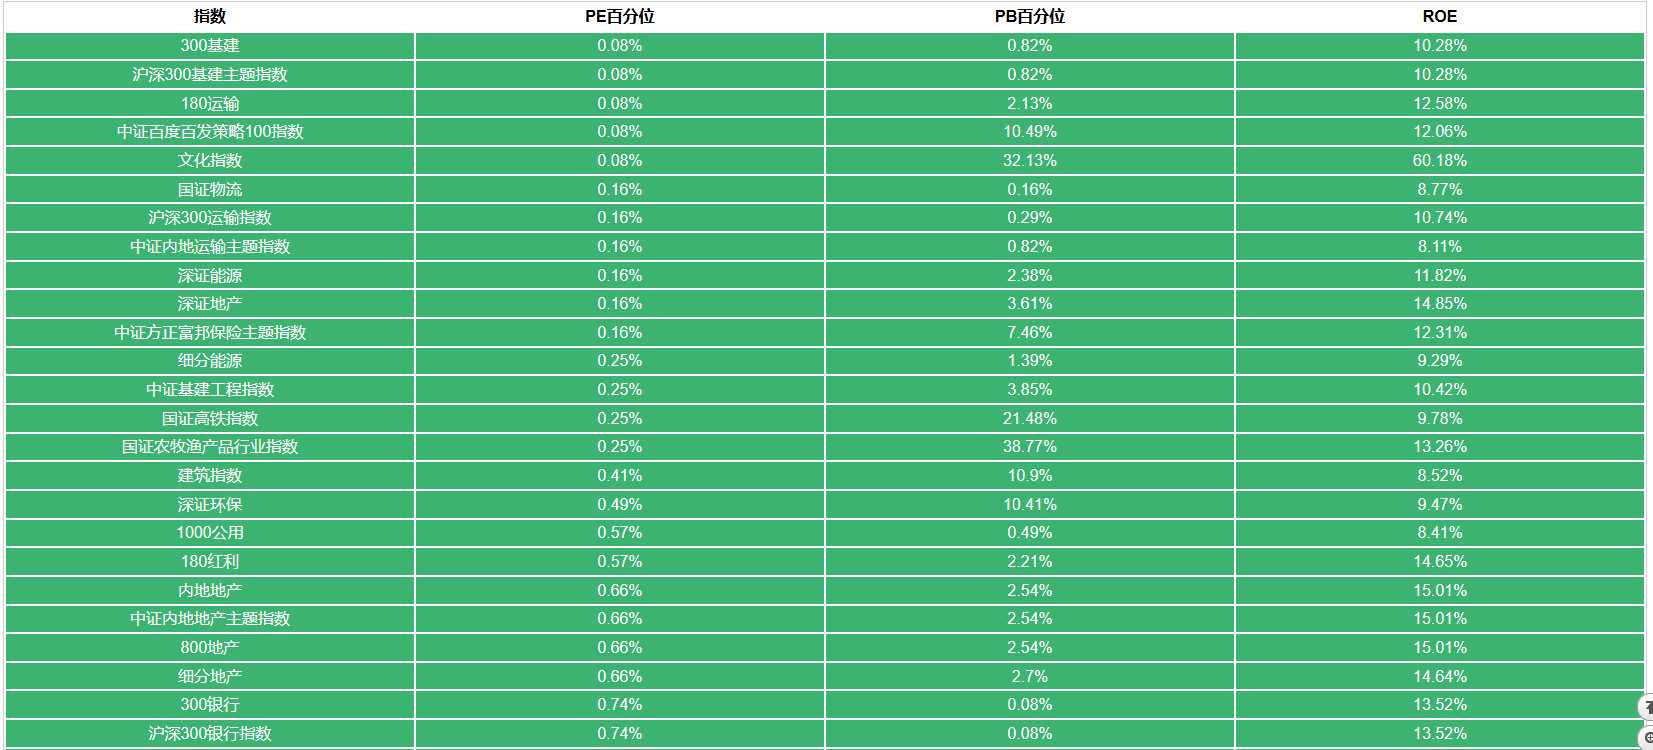 指数 PE百分位 PB百分位 ROE
300基建 0.08% 0.82% 10.28%
沪深300基建主题指数 0.08% 0.82% 10.28%
180运输 0.08% 2.13% 12.58%
中证百度百发策略100指数 0.08% 10.49% 12.06%
文化指数 0.08% 32.13% 60.18%
国证物流 0.16% 0.16% 8.77%
沪深300运输指数 0.16% 0.29% 10.74%
中证内地运输主题指数 0.16% 0.82% 8.11%
深证能源 0.16% 2.38% 11.82%
深证地产 0.16% 3.61% 14.85%
中证方正富邦保险主题指数 0.16% 7.46% 12.31%
细分能源 0.25% 1.39% 9.29%
中证基建工程指数 0.25% 3.85% 10.42%
国证高铁指数 0.25% 21.48% 9.78%
国证农牧渔产品行业指数 0.25% 38.77% 13.26%
建筑指数 0.41% 10.9% 8.52%
深证环保 0.49% 10.41% 9.47%
1000公用 0.57% 0.49% 8.41%
180红利 0.57% 2.21% 14.65%
内地地产 0.66% 2.54% 15.01%
中证内地地产主题指数 0.66% 2.54% 15.01%
800地产 0.66% 2.54% 15.01%
细分地产 0.66% 2.7% 14.64%
300银行 0.74% 0.08% 13.52%
沪深300银行指数 0.74% 0.08% 13.52%